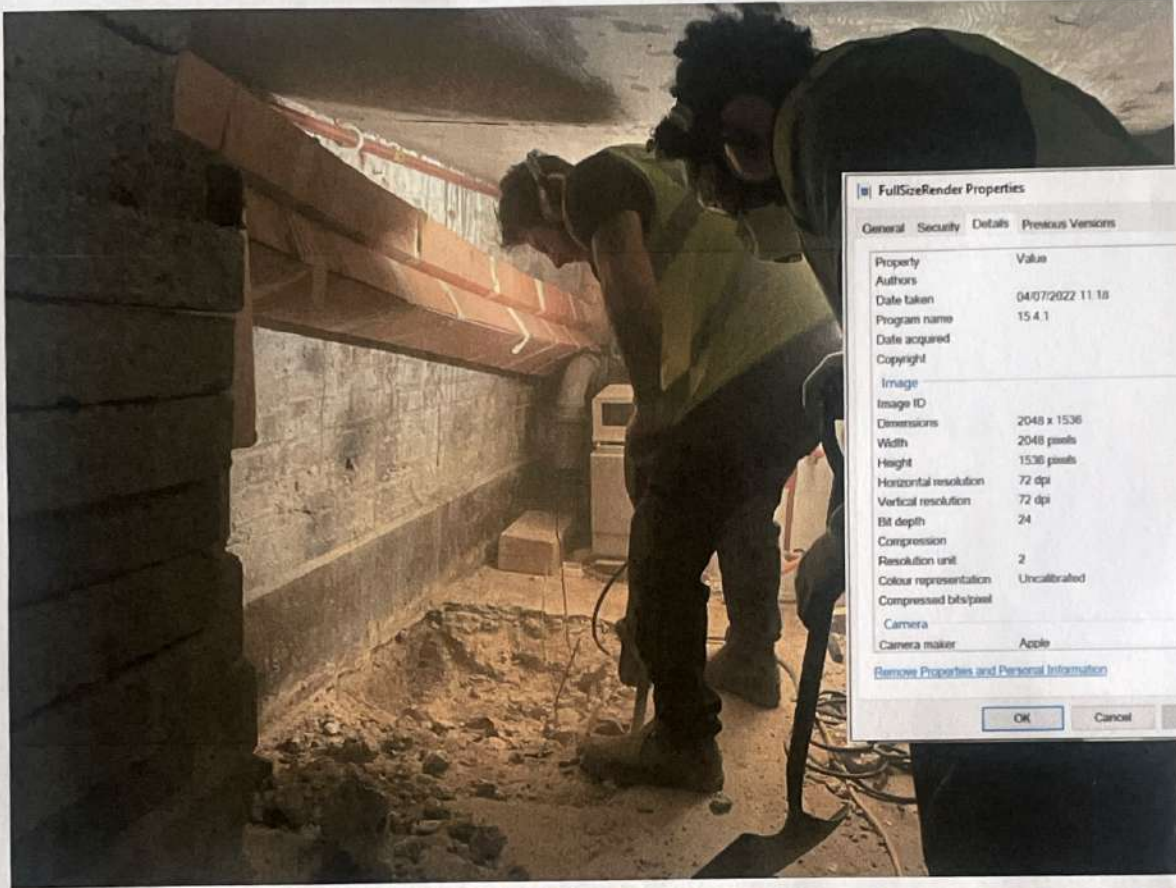 FullSizeRender Properties
General Security Details Previous Versions
Property Value
Authors
Date taken 04/07/2022 11:18
Program name 15.4.1
Date acquired
Copyright
Image
Image ID
Dimensions 2048 x 1536
Width 2048 pixels
Height 1536 pixels
Horizontal resolution 72 dpi
Vertical resolution 72 dpi
Bit depth 24
Compression
Resolution unit 2
Colour representation Uncalibrated
Compressed bits/pixel
Camera
Camera maker Apple
Remove Properties and Personal Information
OK Cancel